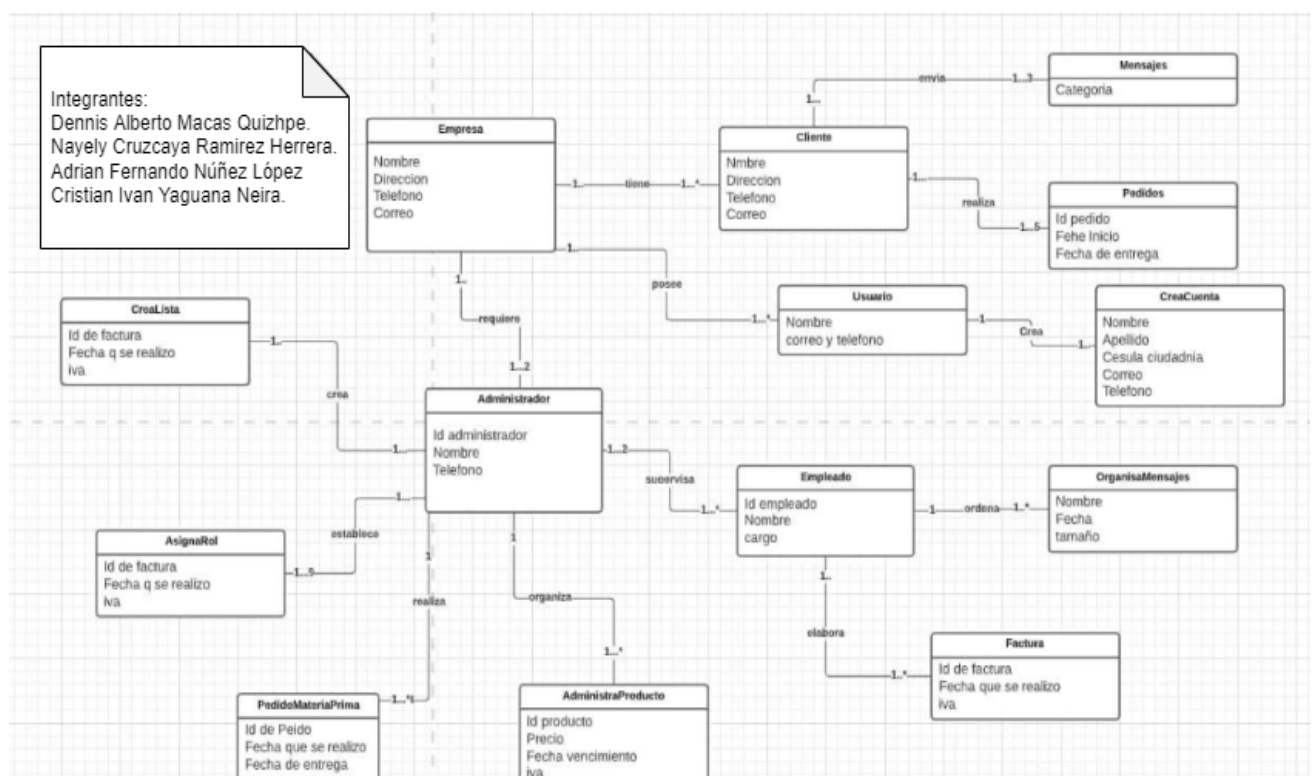 Integrantes:
Dennis Alberto Macas Quizhpe.
Nayely Cruzcaya Ramirez Herrera.
Adrian Fernando Núñez López
Cristian Ivan Yaguana Neira.
Empresa
Nombre
Direccion
Telefono
Correo
1..
tiene
1...*
Cliente
Nmbre
Direccion
Telefono
Correo
1...
envia
1...3
Mensajes
Categoria
1...
realiza
1...5
Pedidos
Id pedido
Fehe Inicio
Fecha de entrega
1..
posee
1...*
Usuario
Nombre
correo y telefono
1
Crea
1..
CreaCuenta
Nombre
Apellido
Cesula ciudadnia
Correo
Telefono
1..
requiere
1...2
CreaLista
Id de factura
Fecha q se realizo
iva
1..
crea
1...
Administrador
Id administrador
Nombre
Telefono
1...2
supervisa
1...*
Empleado
Id empleado
Nombre
cargo
1
ordena
1...*
OrganisaMensajes
Nombre
Fecha
tamaño
1...
establece
1...5
AsignaRol
Id de factura
Fecha q se realizo
iva
1
realiza
PedidoMateriaPrima
Id de Peido
Fecha que se realizo
Fecha de entrega
1
organiza
1...*
AdministraProducto
Id producto
Precio
Fecha vencimiento
iva
1..
elabora
1...*
Factura
Id de factura
Fecha que se realizo
iva